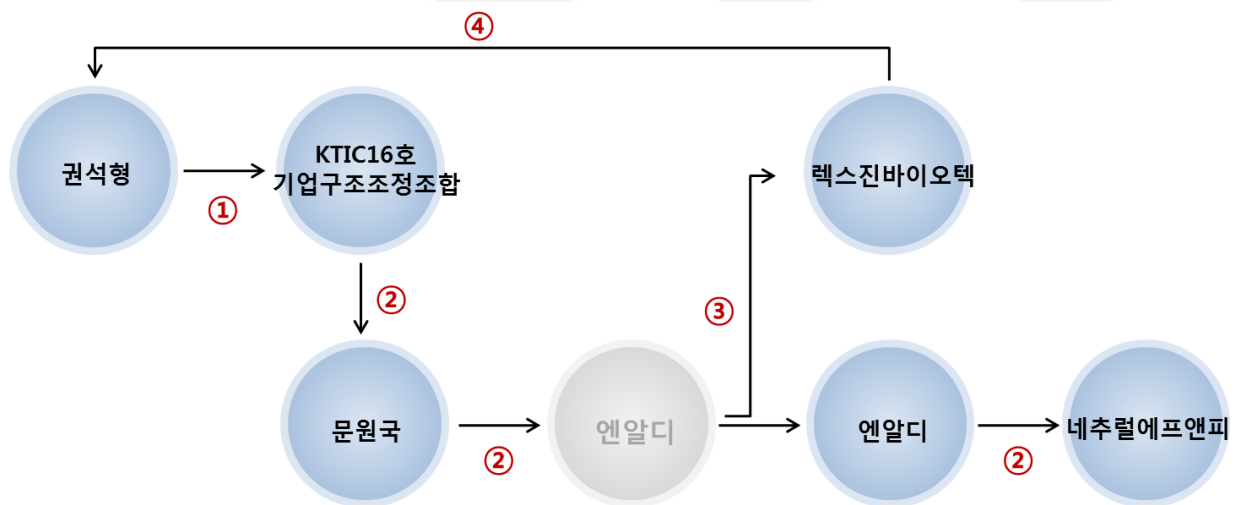 ④
권석형
①
KTIC16호
기업구조조정조합
렉스진바이오텍
②
③
문원국
②
엔알디
엔알디
②
네추럴에프앤피